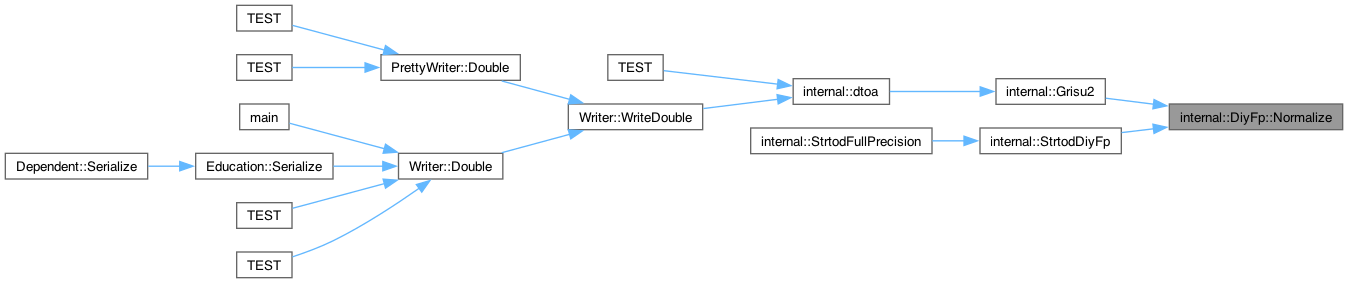 TEST
TEST
PrettyWriter::Double
TEST
internal::dtoa
internal::Grisu2
main
Writer::WriteDouble
internal::DiyFp::Normalize
internal::StrtodFullPrecision
internal::StrtodDiyFp
Dependent::Serialize
Education::Serialize
Writer::Double
TEST
TEST